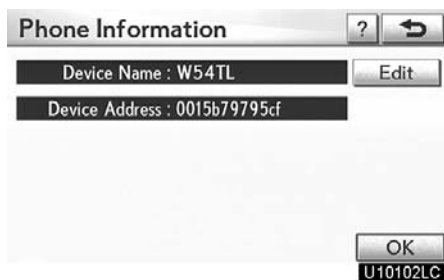 Phone Information ?
Device Name : W54TL Edit
Device Address : 0015b79795cf
OK
U10102LC